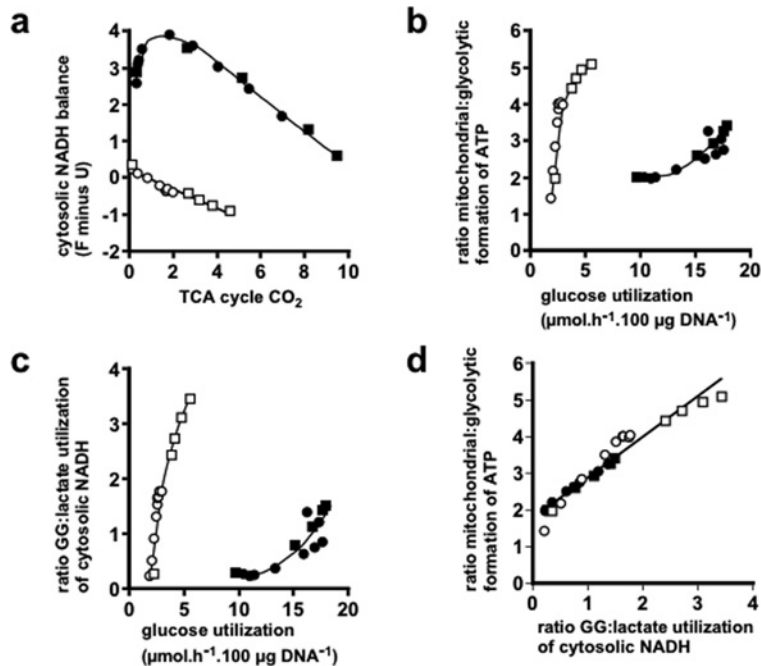 a
cytosolic NADH balance
(F minus U)
4
3
2
1
0
-1
-2
0 2 4 6 8 10
TCA cycle CO₂
b
ratio mitochondrial:glycolytic
formation of ATP
6
5
4
3
2
1
0
0 5 10 15 20
glucose utilization
(µmol.h⁻¹.100 µg DNA⁻¹)
c
ratio GG:lactate utilization
of cytosolic NADH
4
3
2
1
0
0 5 10 15 20
glucose utilization
(µmol.h⁻¹.100 µg DNA⁻¹)
d
ratio mitochondrial:glycolytic
formation of ATP
6
5
4
3
2
1
0
0 1 2 3 4
ratio GG:lactate utilization
of cytosolic NADH